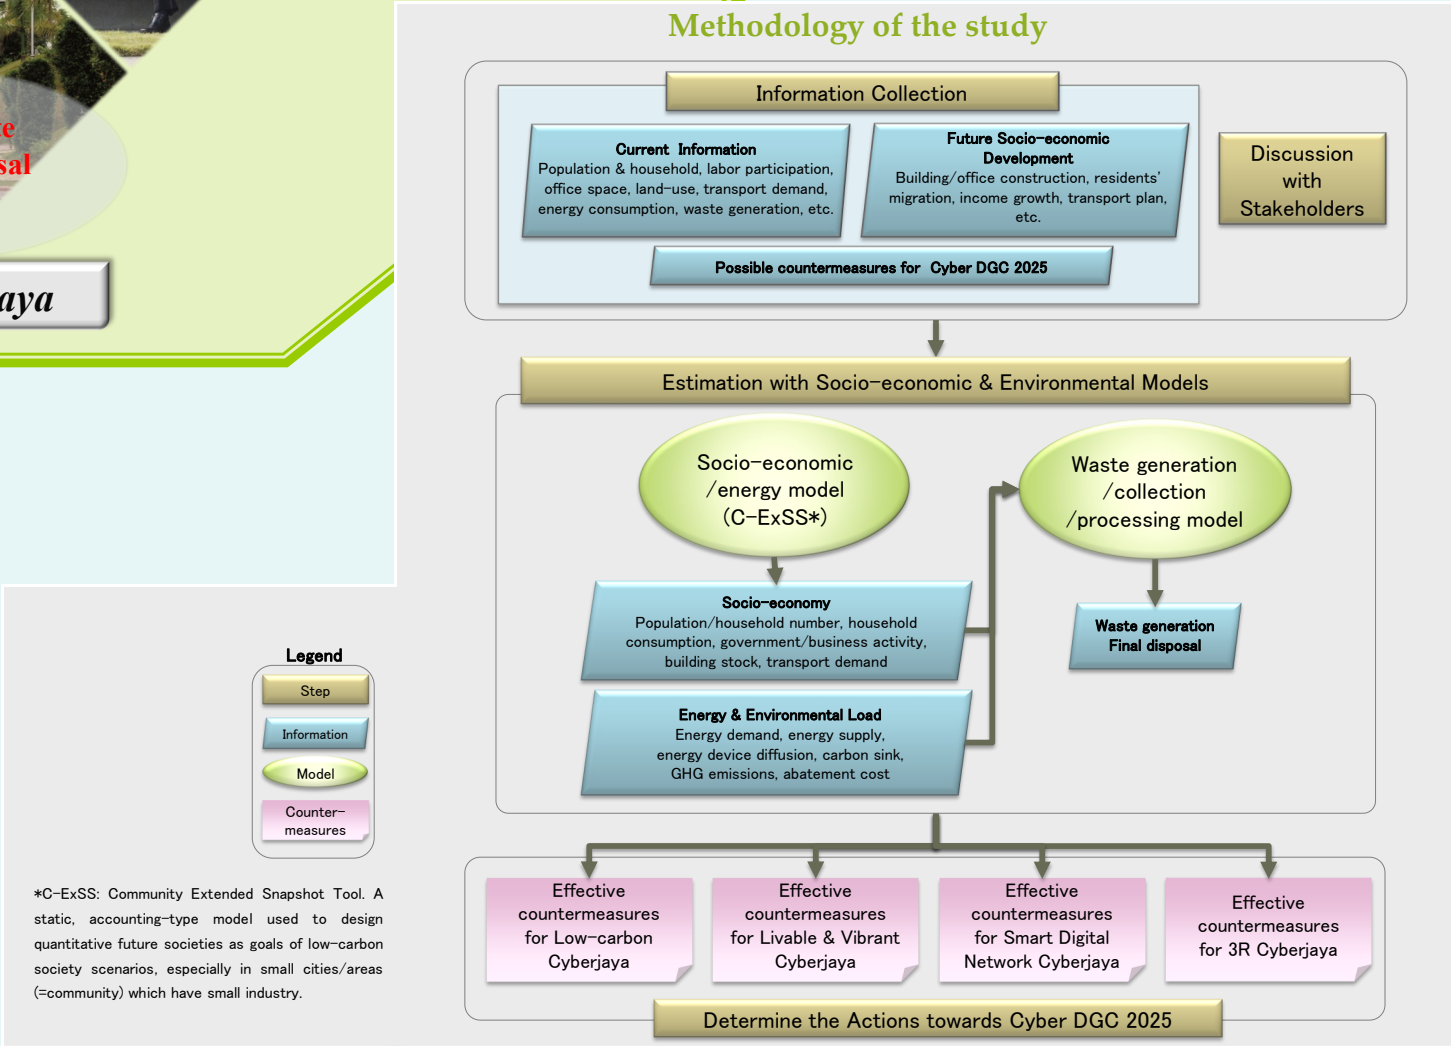 Methodology of the study
Information Collection
Current Information
Population & household, labor participation,
office space, land-use, transport demand,
energy consumption, waste generation, etc.
Future Socio-economic
Development
Building/office construction, residents'
migration, income growth, transport plan,
etc.
Possible countermeasures for Cyber DGC 2025
Discussion
with
Stakeholders
Estimation with Socio-economic & Environmental Models
Socio-economic
/energy model
(C-ExSS*)
Waste generation
/collection
/processing model
Socio-economy
Population/household number, household
consumption, government/business activity,
building stock, transport demand
Waste generation
Final disposal
Energy & Environmental Load
Energy demand, energy supply,
energy device diffusion, carbon sink,
GHG emissions, abatement cost
Legend
Step
Information
Model
Counter-
measures
*C-ExSS: Community Extended Snapshot Tool. A
static, accounting-type model used to design
quantitative future societies as goals of low-carbon
society scenarios, especially in small cities/areas
(=community) which have small industry.
Effective
countermeasures
for Low-carbon
Cyberjaya
Effective
countermeasures
for Livable & Vibrant
Cyberjaya
Effective
countermeasures
for Smart Digital
Network Cyberjaya
Effective
countermeasures
for 3R Cyberjaya
Determine the Actions towards Cyber DGC 2025